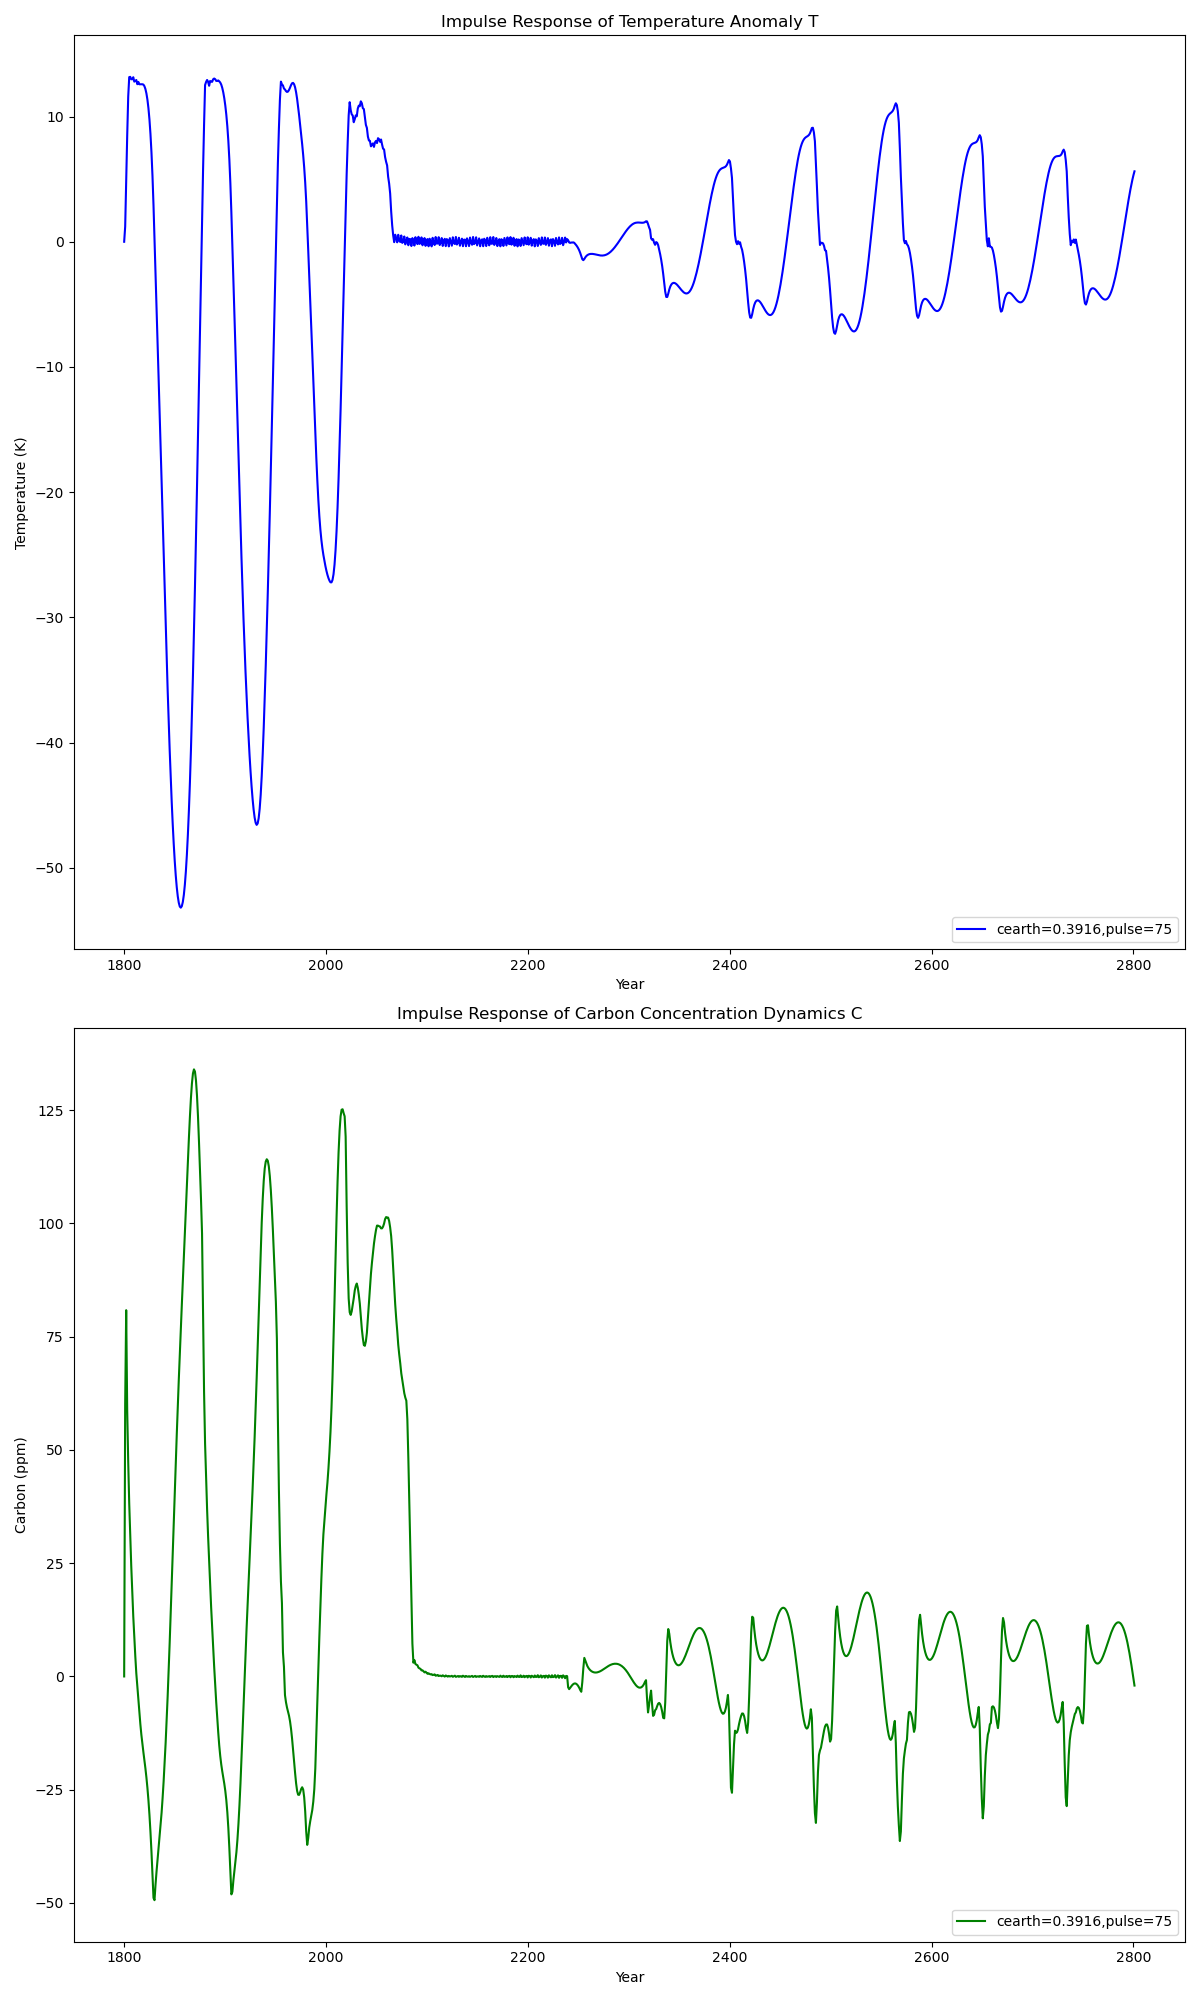 Impulse Response of Temperature Anomaly T
Temperature (K)
10
0
−10
−20
−30
−40
−50
cearth=0.3916,pulse=75
1800 2000 2200 2400 2600 2800
Year
Impulse Response of Carbon Concentration Dynamics C
Carbon (ppm)
125
100
75
50
25
0
−25
−50
cearth=0.3916,pulse=75
1800 2000 2200 2400 2600 2800
Year